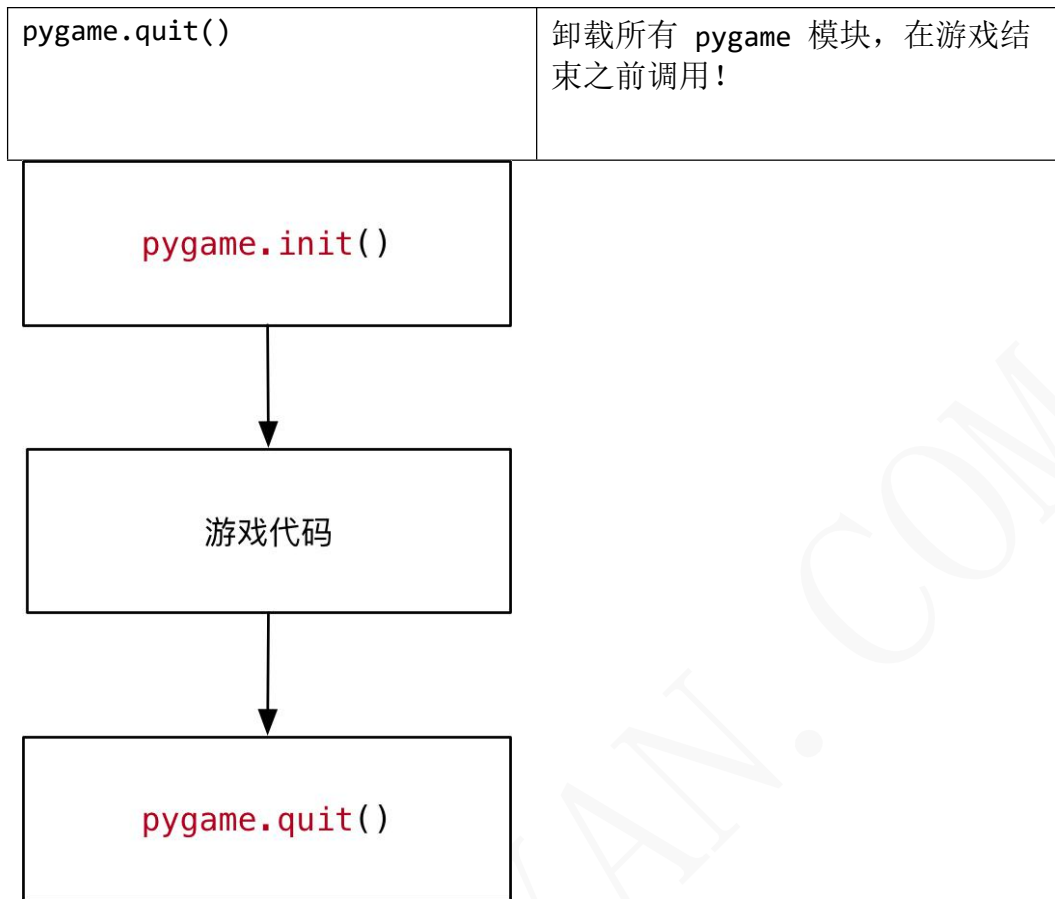 pygame.quit()
卸载所有 pygame 模块，在游戏结
束之前调用！
pygame.init()
游戏代码
pygame.quit()